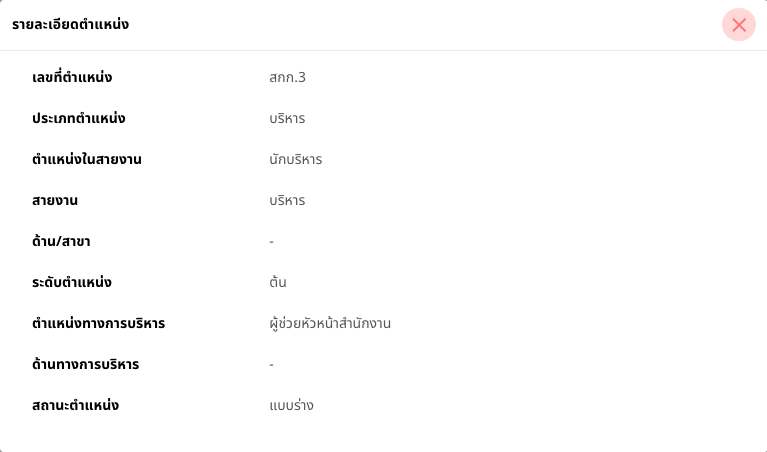 รายละเอียดตำแหน่ง
เลขที่ตำแหน่ง สกก.3
ประเภทตำแหน่ง บริหาร
ตำแหน่งในสายงาน นักบริหาร
สายงาน บริหาร
ด้าน/สาขา -
ระดับตำแหน่ง ต้น
ตำแหน่งทางการบริหาร ผู้ช่วยหัวหน้าสำนักงาน
ด้านทางการบริหาร -
สถานะตำแหน่ง แบบร่าง